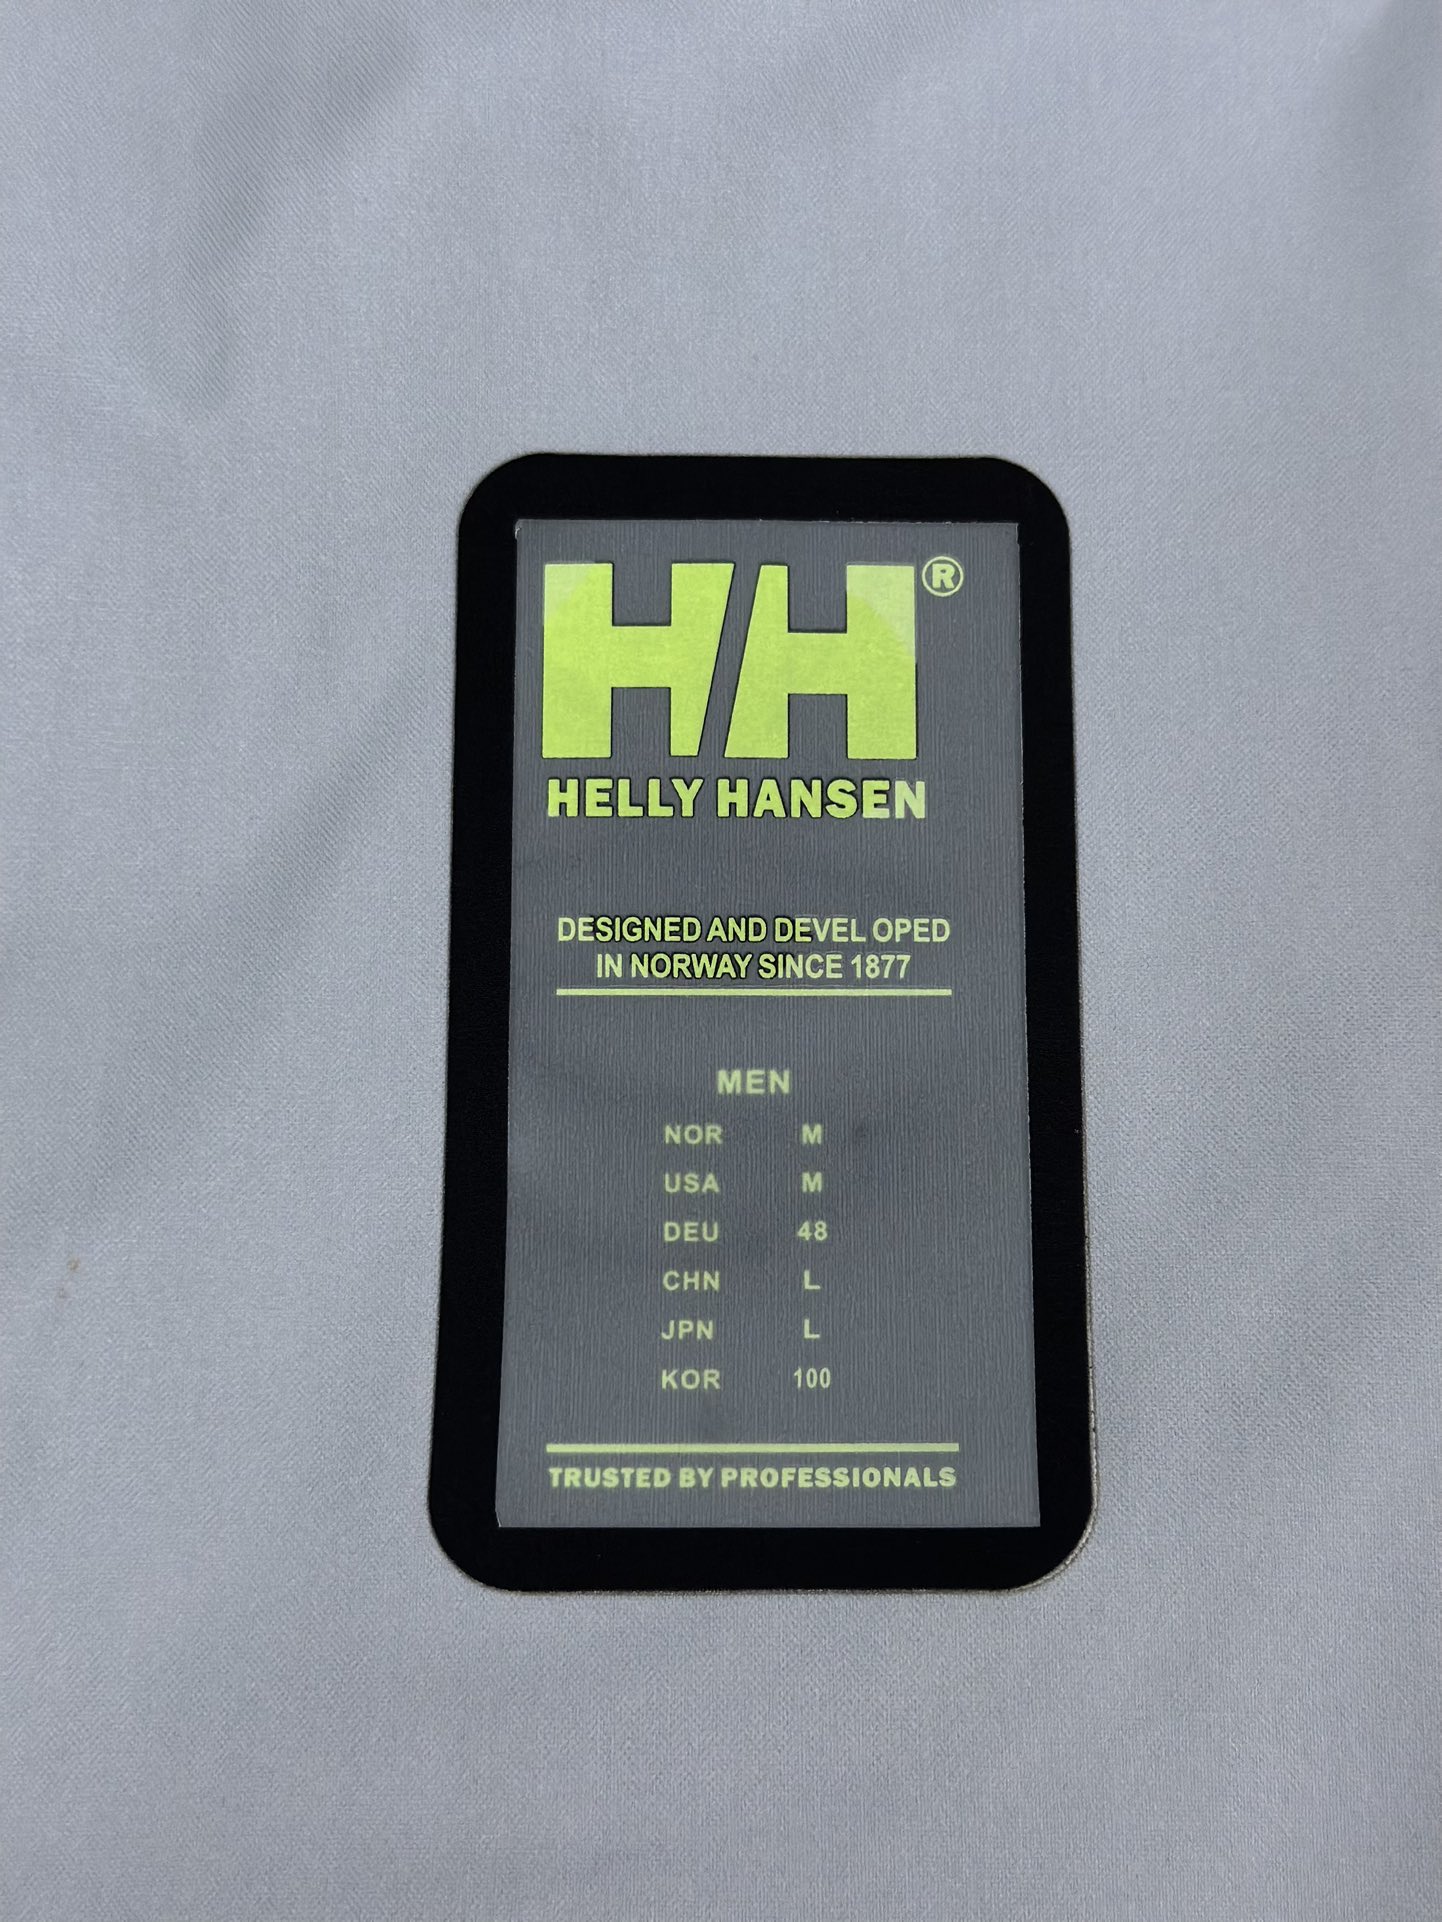 HH®
HELLY HANSEN
DESIGNED AND DEVEL OPED
IN NORWAY SINCE 1877
MEN
NOR M
USA M
DEU 48
CHN L
JPN L
KOR 100
TRUSTED BY PROFESSIONALS